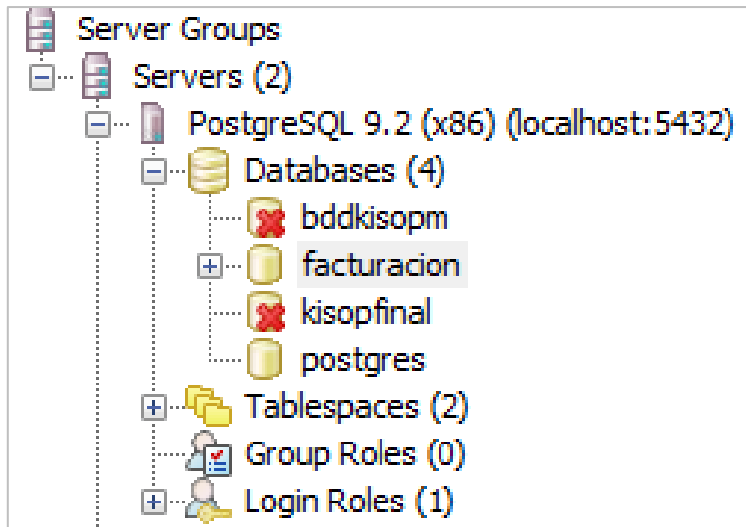 Server Groups
Servers (2)
PostgreSQL 9.2 (x86) (localhost:5432)
Databases (4)
bddkisopm
facturacion
kisopfinal
postgres
Tablespaces (2)
Group Roles (0)
Login Roles (1)